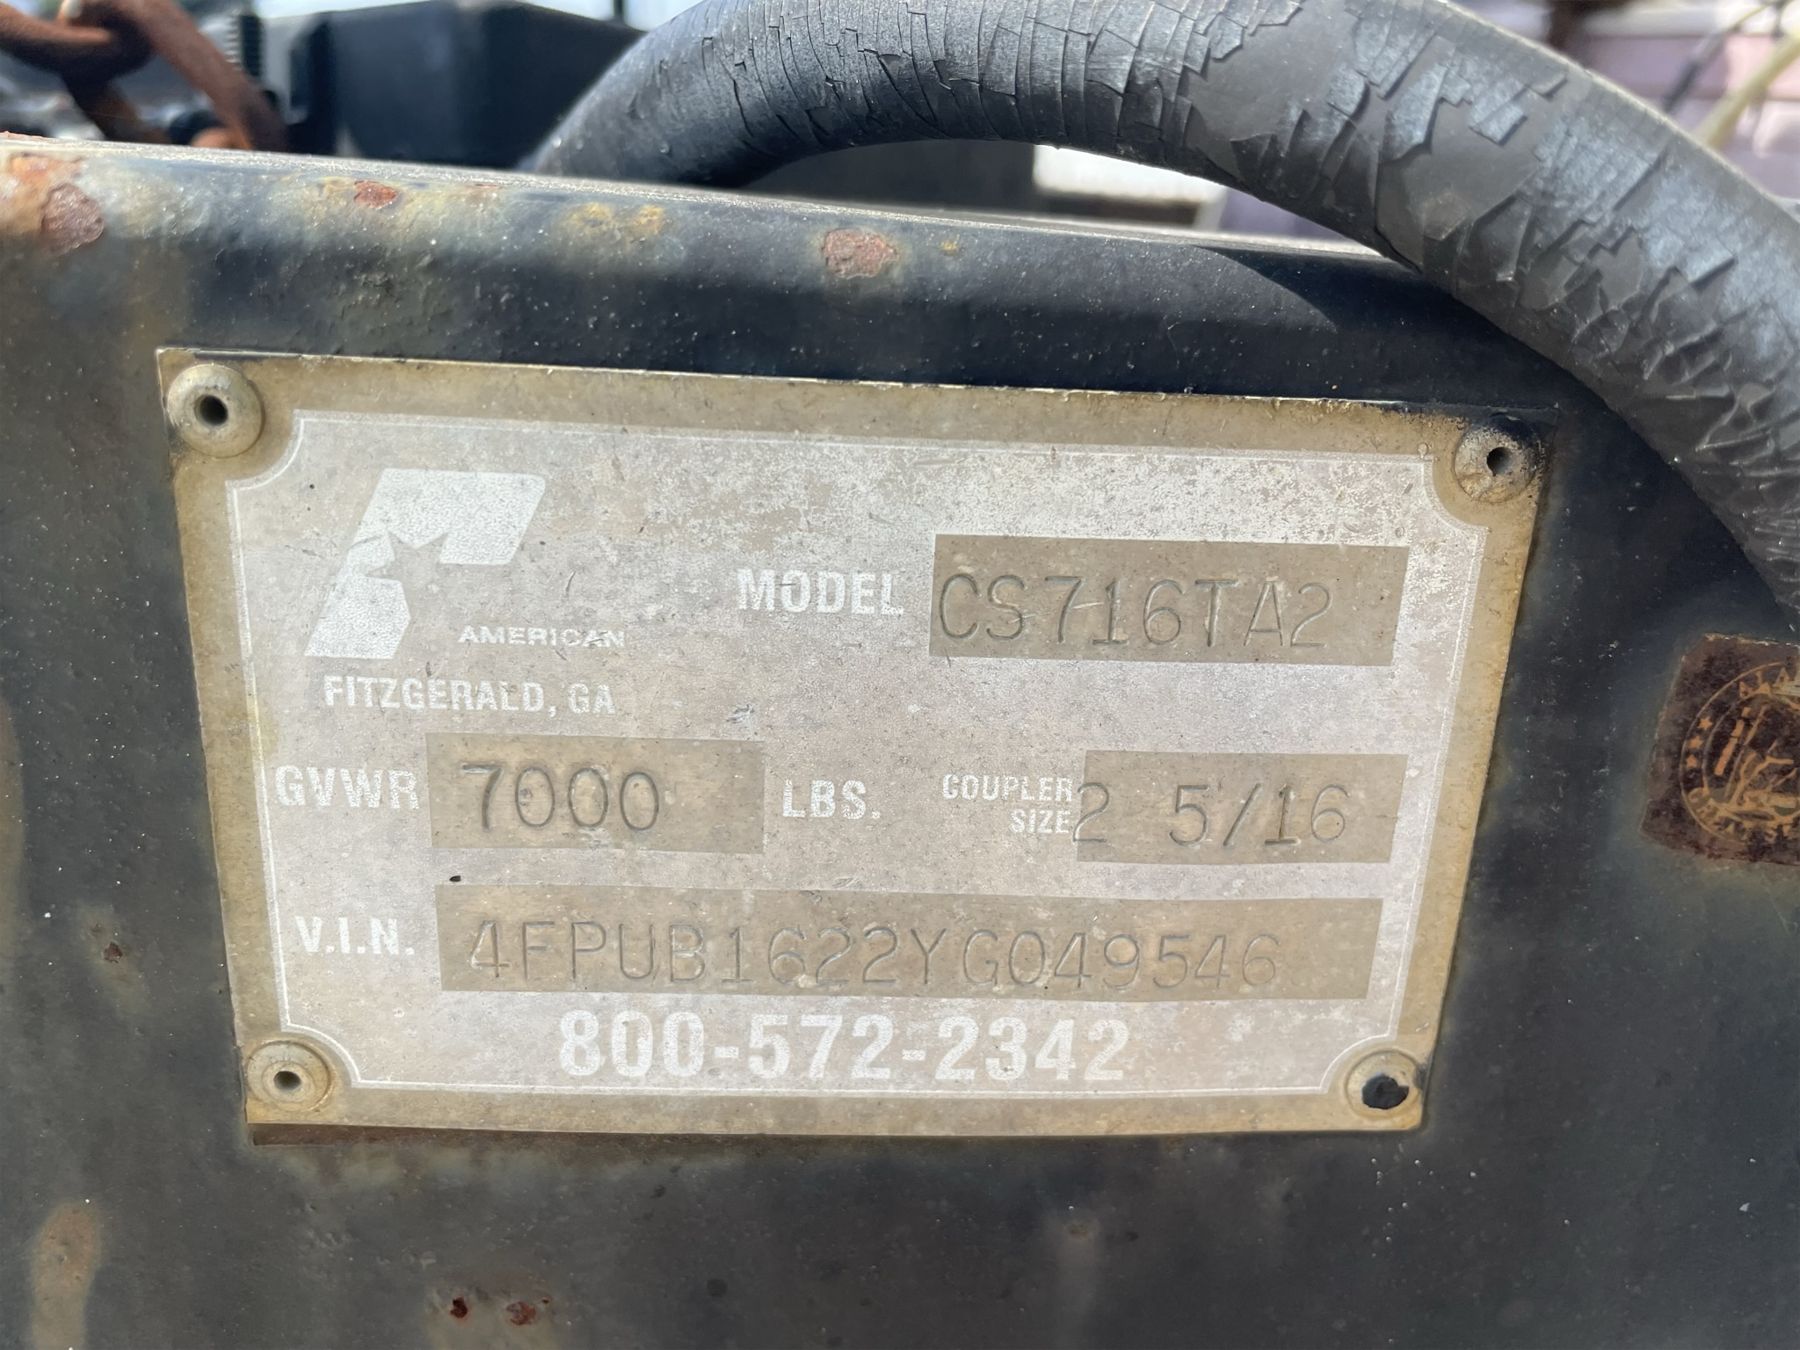 MODEL CS716TA2
AMERICAN
FITZGERALD, GA
GVWR 7000 LBS. COUPLER SIZE 2 5/16
V.I.N. 4FPUB1622YG049546
800-572-2342